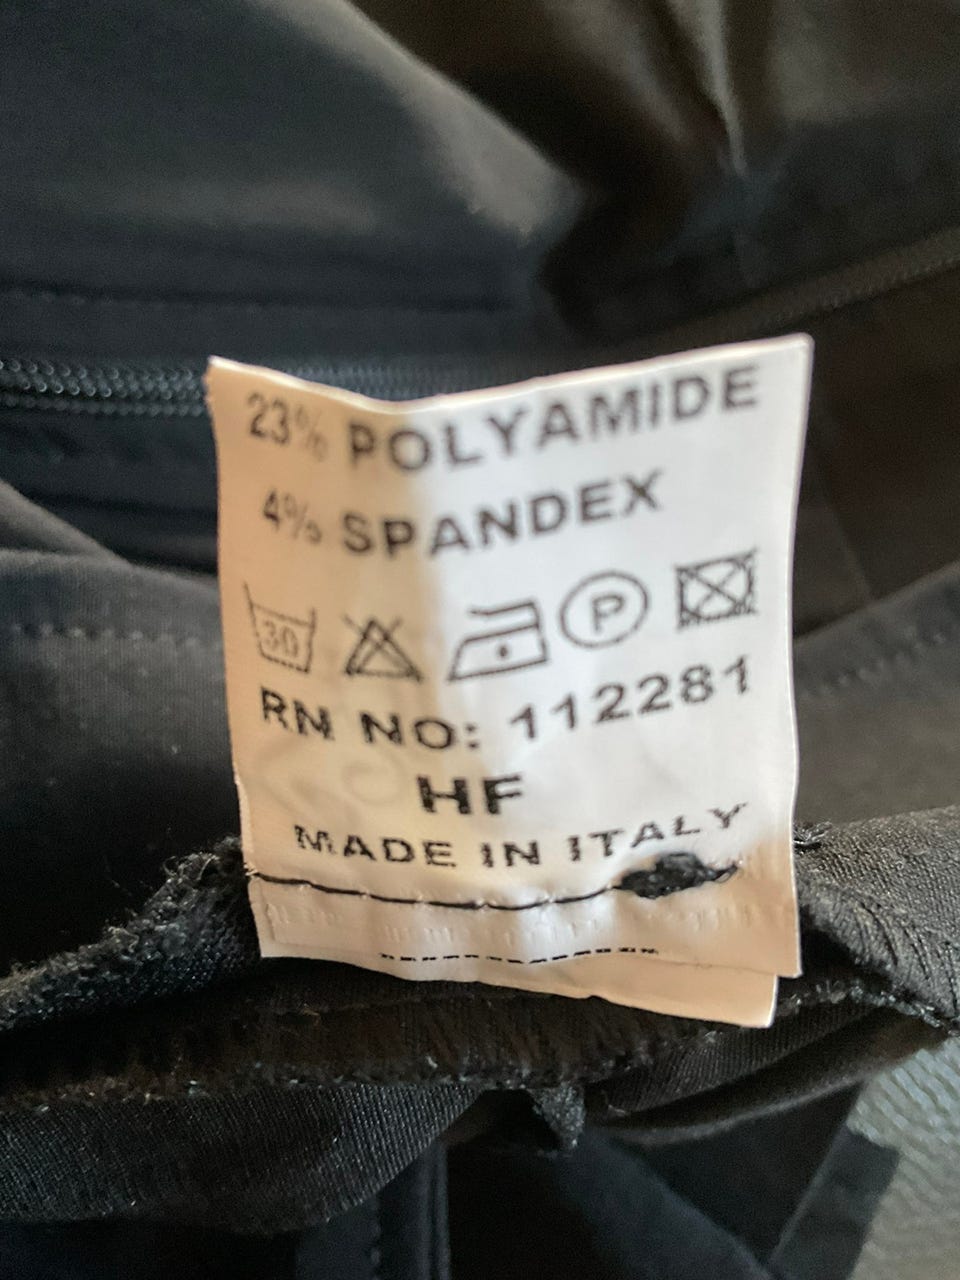 23% POLYAMIDE
4% SPANDEX
30 P
RN NO: 112281
HF
MADE IN ITALY